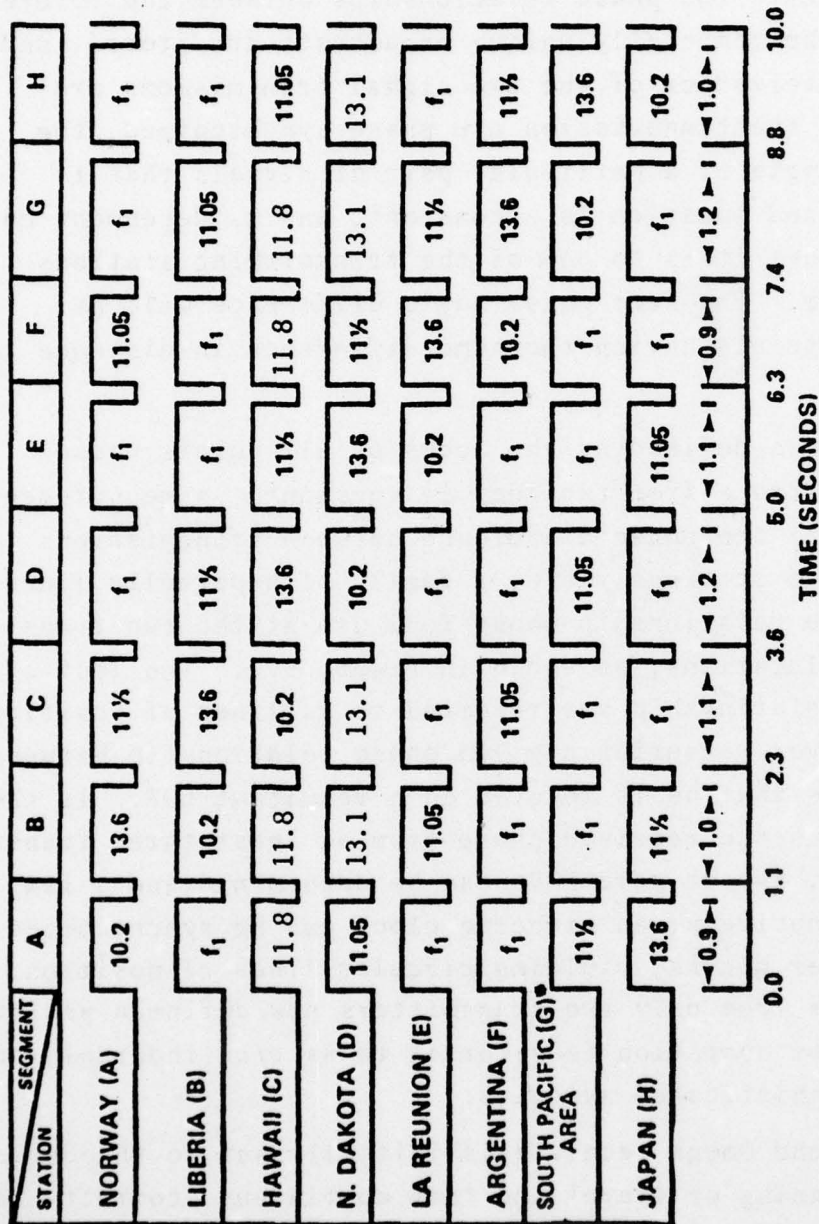 SEGMENT
STATION A B C D E F G H
NORWAY (A) 10.2 13.6 11⅓ f₁ f₁ 11.05 f₁ f₁
LIBERIA (B) f₁ 10.2 13.6 11⅓ f₁ f₁ 11.05 f₁
HAWAII (C) 11.8 11.8 10.2 13.6 11⅓ 11.8 11.8 11.05
N. DAKOTA (D) 11.05 13.1 13.1 10.2 13.6 11⅓ 13.1 13.1
LA REUNION (E) f₁ 11.05 f₁ f₁ 10.2 13.6 11⅓ f₁
ARGENTINA (F) f₁ f₁ 11.05 f₁ f₁ 10.2 13.6 11⅓
SOUTH PACIFIC (G)* 11⅓ f₁ f₁ 11.05 f₁ f₁ 10.2 13.6
AREA
JAPAN (H) 13.6 11⅓ f₁ f₁ 11.05 f₁ f₁ 10.2
0.9 1.0 1.1 1.2 1.1 0.9 1.2 1.0
0.0 1.1 2.3 3.6 5.0 6.3 7.4 8.8 10.0
TIME (SECONDS)